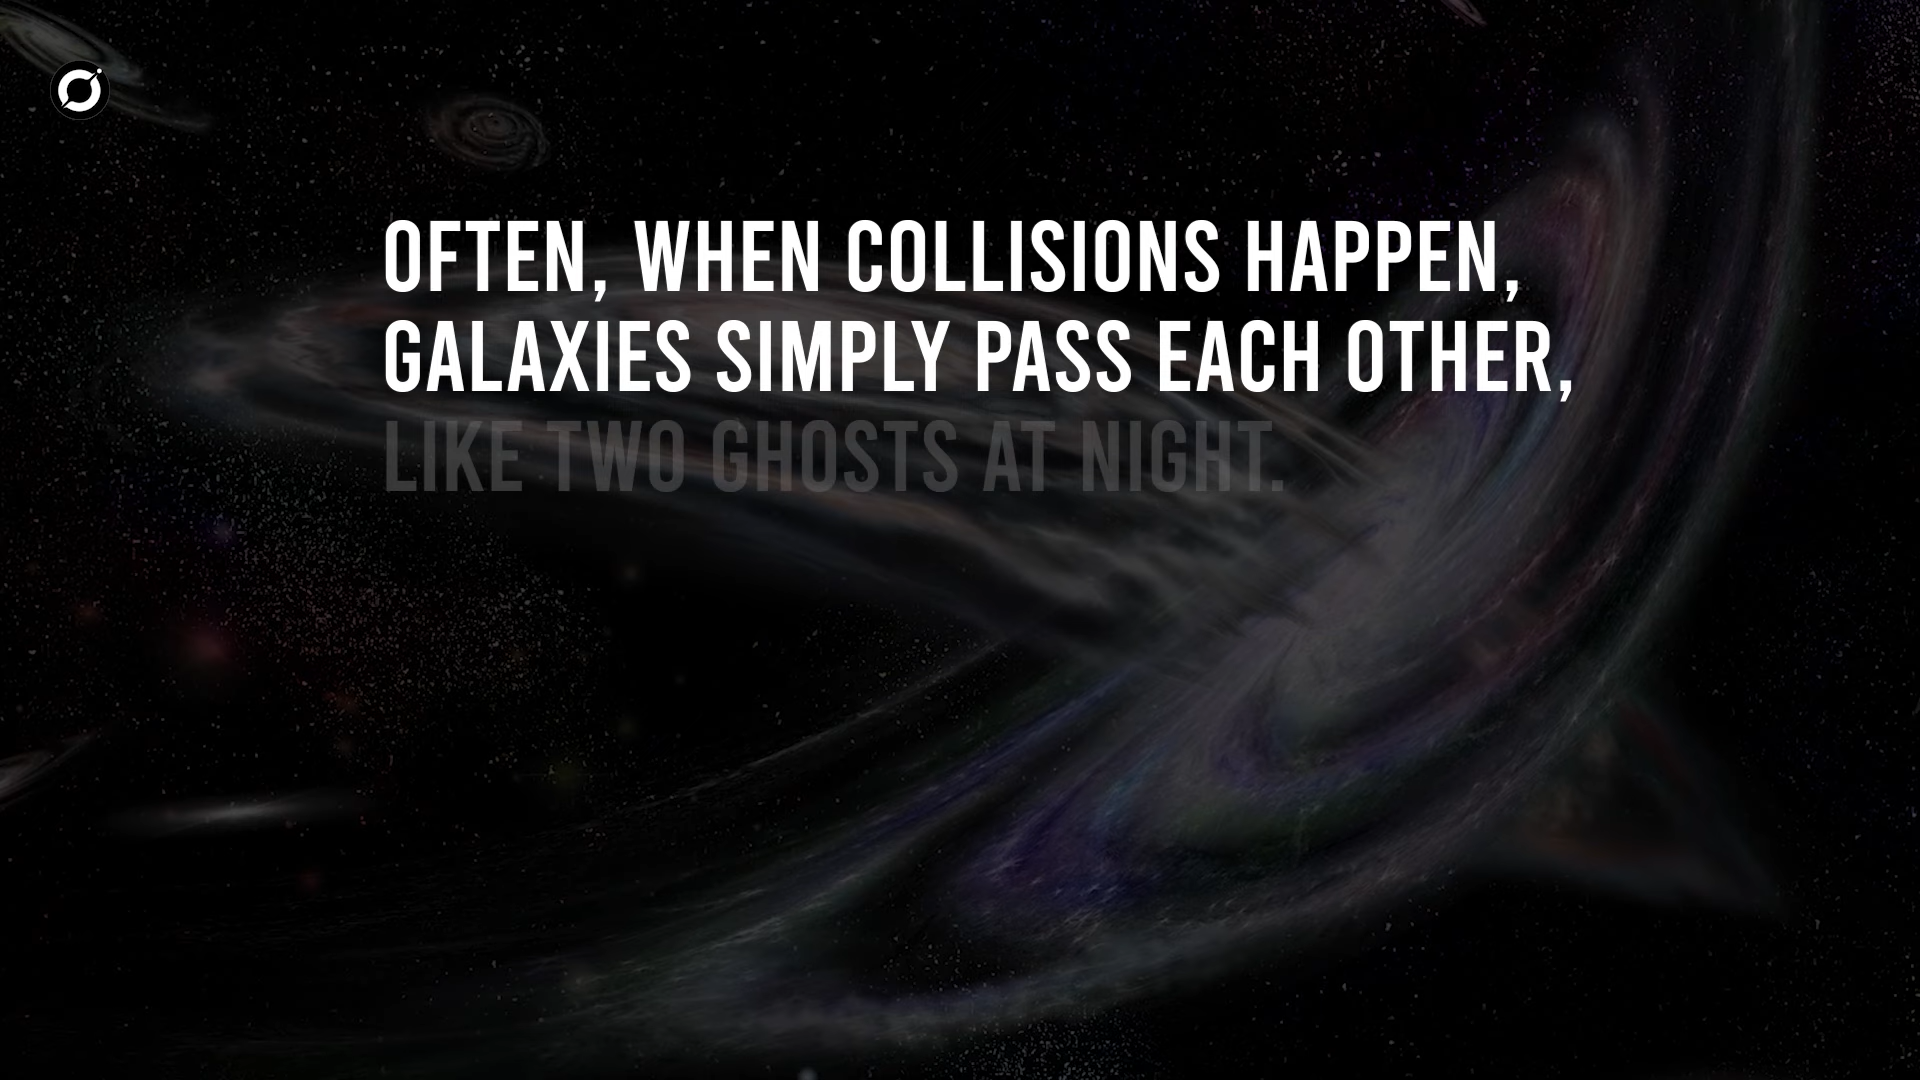 OFTEN, WHEN COLLISIONS HAPPEN,
GALAXIES SIMPLY PASS EACH OTHER,
LIKE TWO GHOSTS AT NIGHT.